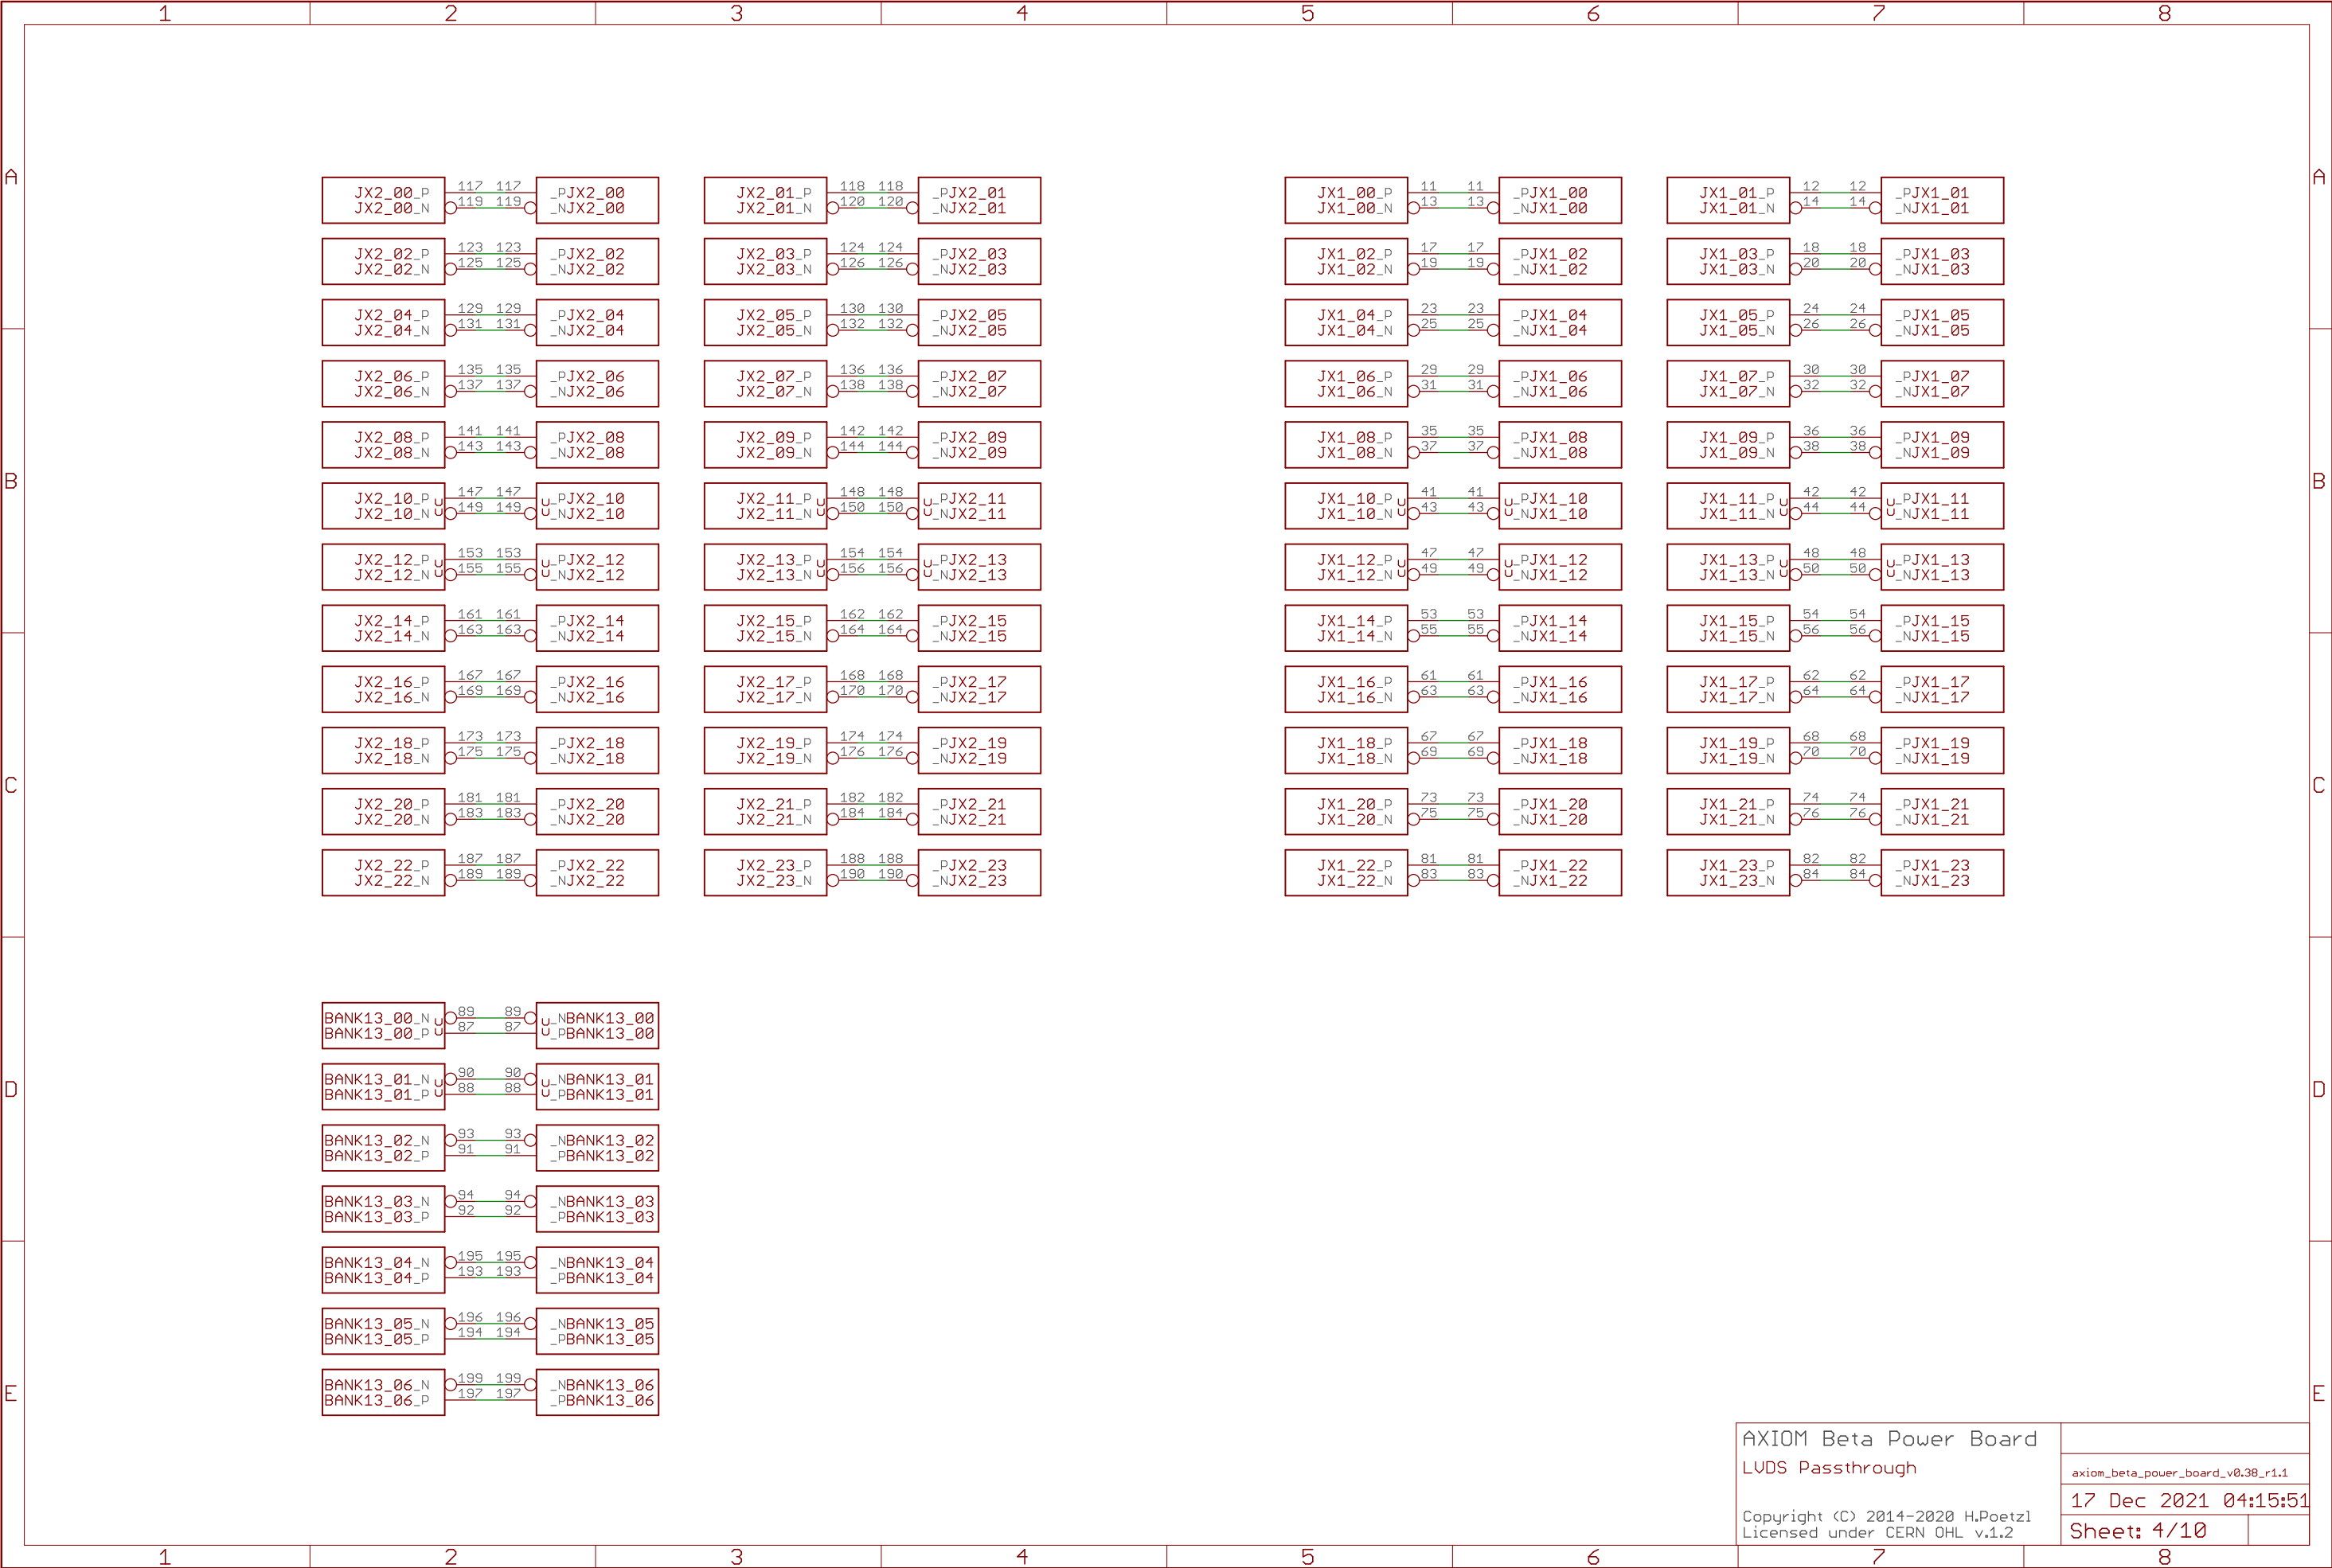 1 2 3 4 5 6 7 8
A A
JX2_00_P 117 117 _PJX2_00 JX2_01_P 118 118 _PJX2_01 JX1_00_P 11 11 _PJX1_00 JX1_01_P 12 12 _PJX1_01
JX2_00_N 119 119 _NJX2_00 JX2_01_N 120 120 _NJX2_01 JX1_00_N 13 13 _NJX1_00 JX1_01_N 14 14 _NJX1_01
JX2_02_P 123 123 _PJX2_02 JX2_03_P 124 124 _PJX2_03 JX1_02_P 17 17 _PJX1_02 JX1_03_P 18 18 _PJX1_03
JX2_02_N 125 125 _NJX2_02 JX2_03_N 126 126 _NJX2_03 JX1_02_N 19 19 _NJX1_02 JX1_03_N 20 20 _NJX1_03
JX2_04_P 129 129 _PJX2_04 JX2_05_P 130 130 _PJX2_05 JX1_04_P 23 23 _PJX1_04 JX1_05_P 24 24 _PJX1_05
JX2_04_N 131 131 _NJX2_04 JX2_05_N 132 132 _NJX2_05 JX1_04_N 25 25 _NJX1_04 JX1_05_N 26 26 _NJX1_05
JX2_06_P 135 135 _PJX2_06 JX2_07_P 136 136 _PJX2_07 JX1_06_P 29 29 _PJX1_06 JX1_07_P 30 30 _PJX1_07
JX2_06_N 137 137 _NJX2_06 JX2_07_N 138 138 _NJX2_07 JX1_06_N 31 31 _NJX1_06 JX1_07_N 32 32 _NJX1_07
JX2_08_P 141 141 _PJX2_08 JX2_09_P 142 142 _PJX2_09 JX1_08_P 35 35 _PJX1_08 JX1_09_P 36 36 _PJX1_09
JX2_08_N 143 143 _NJX2_08 JX2_09_N 144 144 _NJX2_09 JX1_08_N 37 37 _NJX1_08 JX1_09_N 38 38 _NJX1_09
B B
JX2_10_P U 147 147 U _PJX2_10 JX2_11_P U 148 148 U _PJX2_11 JX1_10_P U 41 41 U _PJX1_10 JX1_11_P U 42 42 U _PJX1_11
JX2_10_N U 149 149 U _NJX2_10 JX2_11_N U 150 150 U _NJX2_11 JX1_10_N U 43 43 U _NJX1_10 JX1_11_N U 44 44 U _NJX1_11
JX2_12_P U 153 153 U _PJX2_12 JX2_13_P U 154 154 U _PJX2_13 JX1_12_P U 47 47 U _PJX1_12 JX1_13_P U 48 48 U _PJX1_13
JX2_12_N U 155 155 U _NJX2_12 JX2_13_N U 156 156 U _NJX2_13 JX1_12_N U 49 49 U _NJX1_12 JX1_13_N U 50 50 U _NJX1_13
JX2_14_P 161 161 _PJX2_14 JX2_15_P 162 162 _PJX2_15 JX1_14_P 53 53 _PJX1_14 JX1_15_P 54 54 _PJX1_15
JX2_14_N 163 163 _NJX2_14 JX2_15_N 164 164 _NJX2_15 JX1_14_N 55 55 _NJX1_14 JX1_15_N 56 56 _NJX1_15
JX2_16_P 167 167 _PJX2_16 JX2_17_P 168 168 _PJX2_17 JX1_16_P 61 61 _PJX1_16 JX1_17_P 62 62 _PJX1_17
JX2_16_N 169 169 _NJX2_16 JX2_17_N 170 170 _NJX2_17 JX1_16_N 63 63 _NJX1_16 JX1_17_N 64 64 _NJX1_17
JX2_18_P 173 173 _PJX2_18 JX2_19_P 174 174 _PJX2_19 JX1_18_P 67 67 _PJX1_18 JX1_19_P 68 68 _PJX1_19
JX2_18_N 175 175 _NJX2_18 JX2_19_N 176 176 _NJX2_19 JX1_18_N 69 69 _NJX1_18 JX1_19_N 70 70 _NJX1_19
C C
JX2_20_P 181 181 _PJX2_20 JX2_21_P 182 182 _PJX2_21 JX1_20_P 73 73 _PJX1_20 JX1_21_P 74 74 _PJX1_21
JX2_20_N 183 183 _NJX2_20 JX2_21_N 184 184 _NJX2_21 JX1_20_N 75 75 _NJX1_20 JX1_21_N 76 76 _NJX1_21
JX2_22_P 187 187 _PJX2_22 JX2_23_P 188 188 _PJX2_23 JX1_22_P 81 81 _PJX1_22 JX1_23_P 82 82 _PJX1_23
JX2_22_N 189 189 _NJX2_22 JX2_23_N 190 190 _NJX2_23 JX1_22_N 83 83 _NJX1_22 JX1_23_N 84 84 _NJX1_23
BANK13_00_N U 89 89 U _NBANK13_00
BANK13_00_P U 87 87 U _PBANK13_00
BANK13_01_N U 90 90 U _NBANK13_01
BANK13_01_P U 88 88 U _PBANK13_01
D D
BANK13_02_N 93 93 _NBANK13_02
BANK13_02_P 91 91 _PBANK13_02
BANK13_03_N 94 94 _NBANK13_03
BANK13_03_P 92 92 _PBANK13_03
BANK13_04_N 195 195 _NBANK13_04
BANK13_04_P 193 193 _PBANK13_04
BANK13_05_N 196 196 _NBANK13_05
BANK13_05_P 194 194 _PBANK13_05
BANK13_06_N 199 199 _NBANK13_06
BANK13_06_P 197 197 _PBANK13_06
E E
AXIOM Beta Power Board
LVDS Passthrough
axiom_beta_power_board_v0.38_r1.1
17 Dec 2021 04:15:51
Copyright (C) 2014-2020 H.Poetzl
Licensed under CERN OHL v.1.2
Sheet: 4/10
1 2 3 4 5 6 7 8